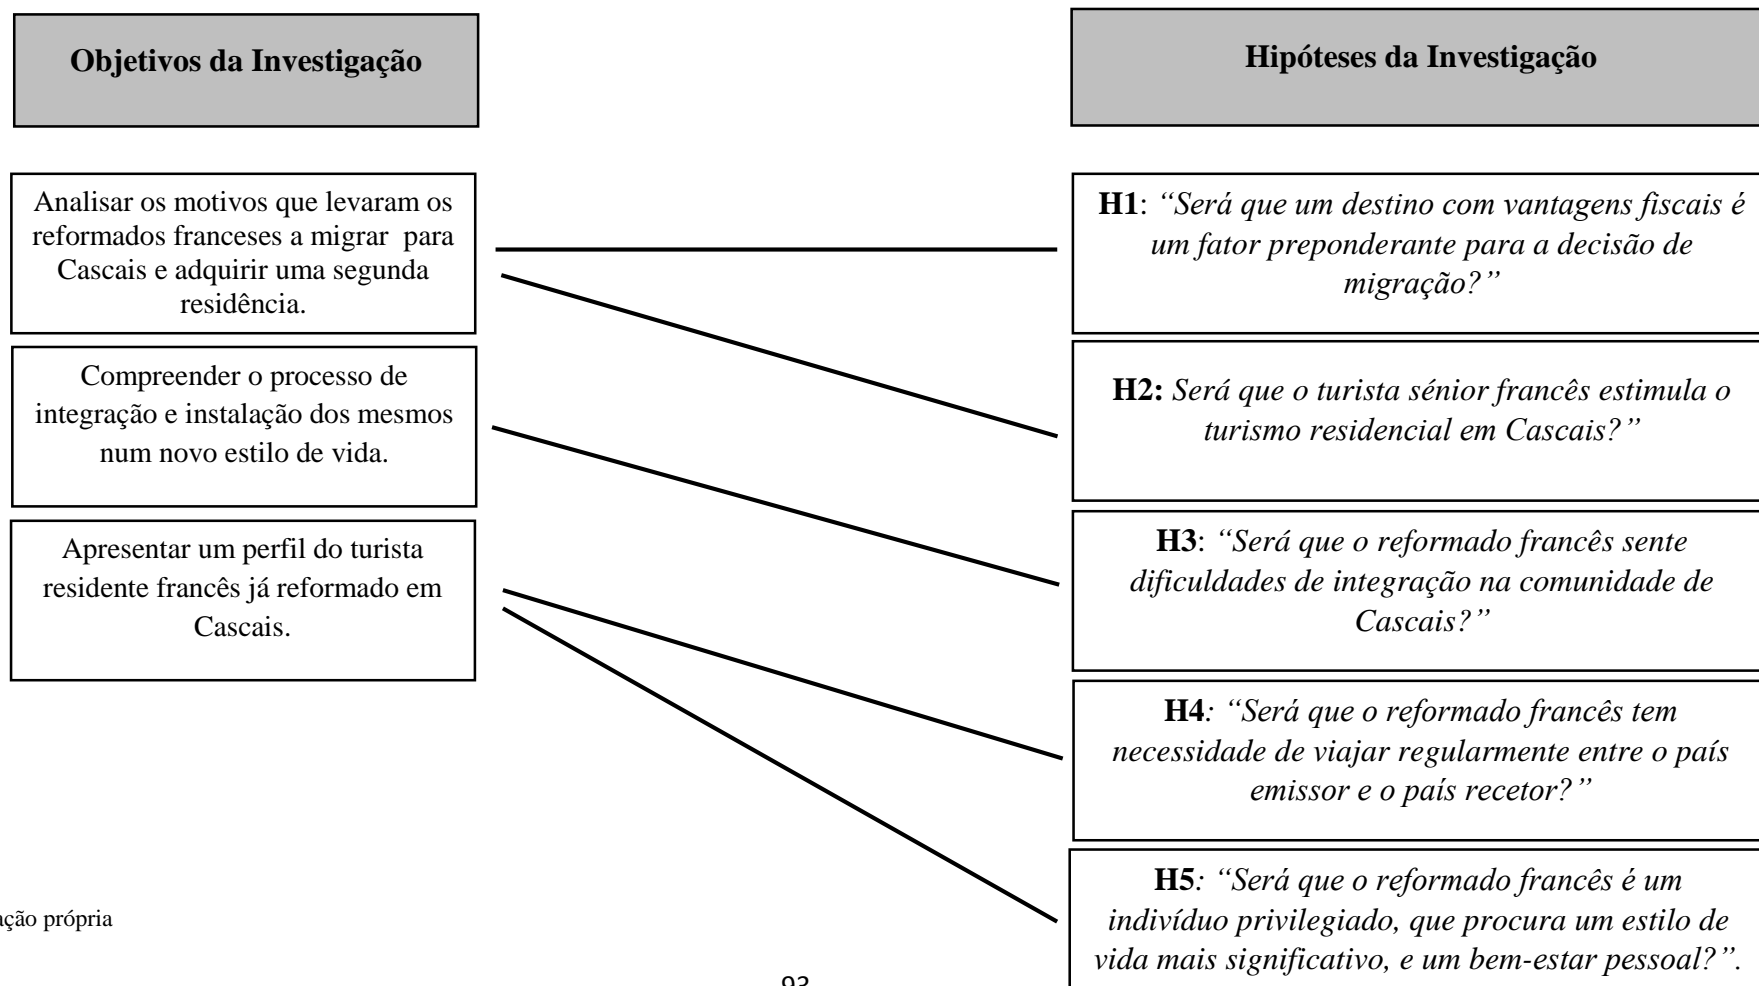 Objetivos da Investigação
Hipóteses da Investigação
Analisar os motivos que levaram os
reformados franceses a migrar para
Cascais e adquirir uma segunda
residência.
Compreender o processo de
integração e instalação dos mesmos
num novo estilo de vida.
Apresentar um perfil do turista
residente francês já reformado em
Cascais.
H1: “Será que um destino com vantagens fiscais é
um fator preponderante para a decisão de
migração?”
H2: Será que o turista sénior francês estimula o
turismo residencial em Cascais?”
H3: “Será que o reformado francês sente
dificuldades de integração na comunidade de
Cascais?”
H4: “Será que o reformado francês tem
necessidade de viajar regularmente entre o país
emissor e o país recetor?”
H5: “Será que o reformado francês é um
indivíduo privilegiado, que procura um estilo de
vida mais significativo, e um bem-estar pessoal?”.
ação própria
93